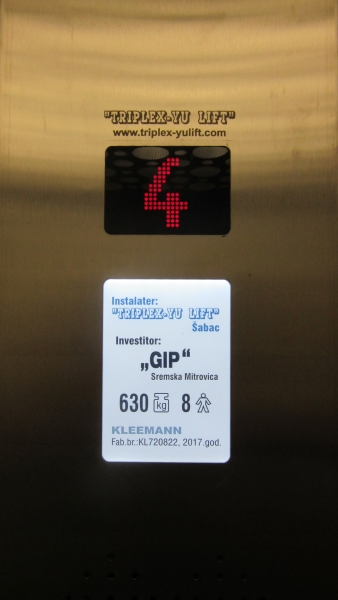 "TRIPLEX-YU LIFT"
www.triplex-yulift.com
4
Instalater:
"TRIPLEX-YU LIFT"
Šabac
Investitor:
„GIP“
Sremska Mitrovica
630 kg 8
KLEEMANN
Fab.br.:KL720822, 2017.god.